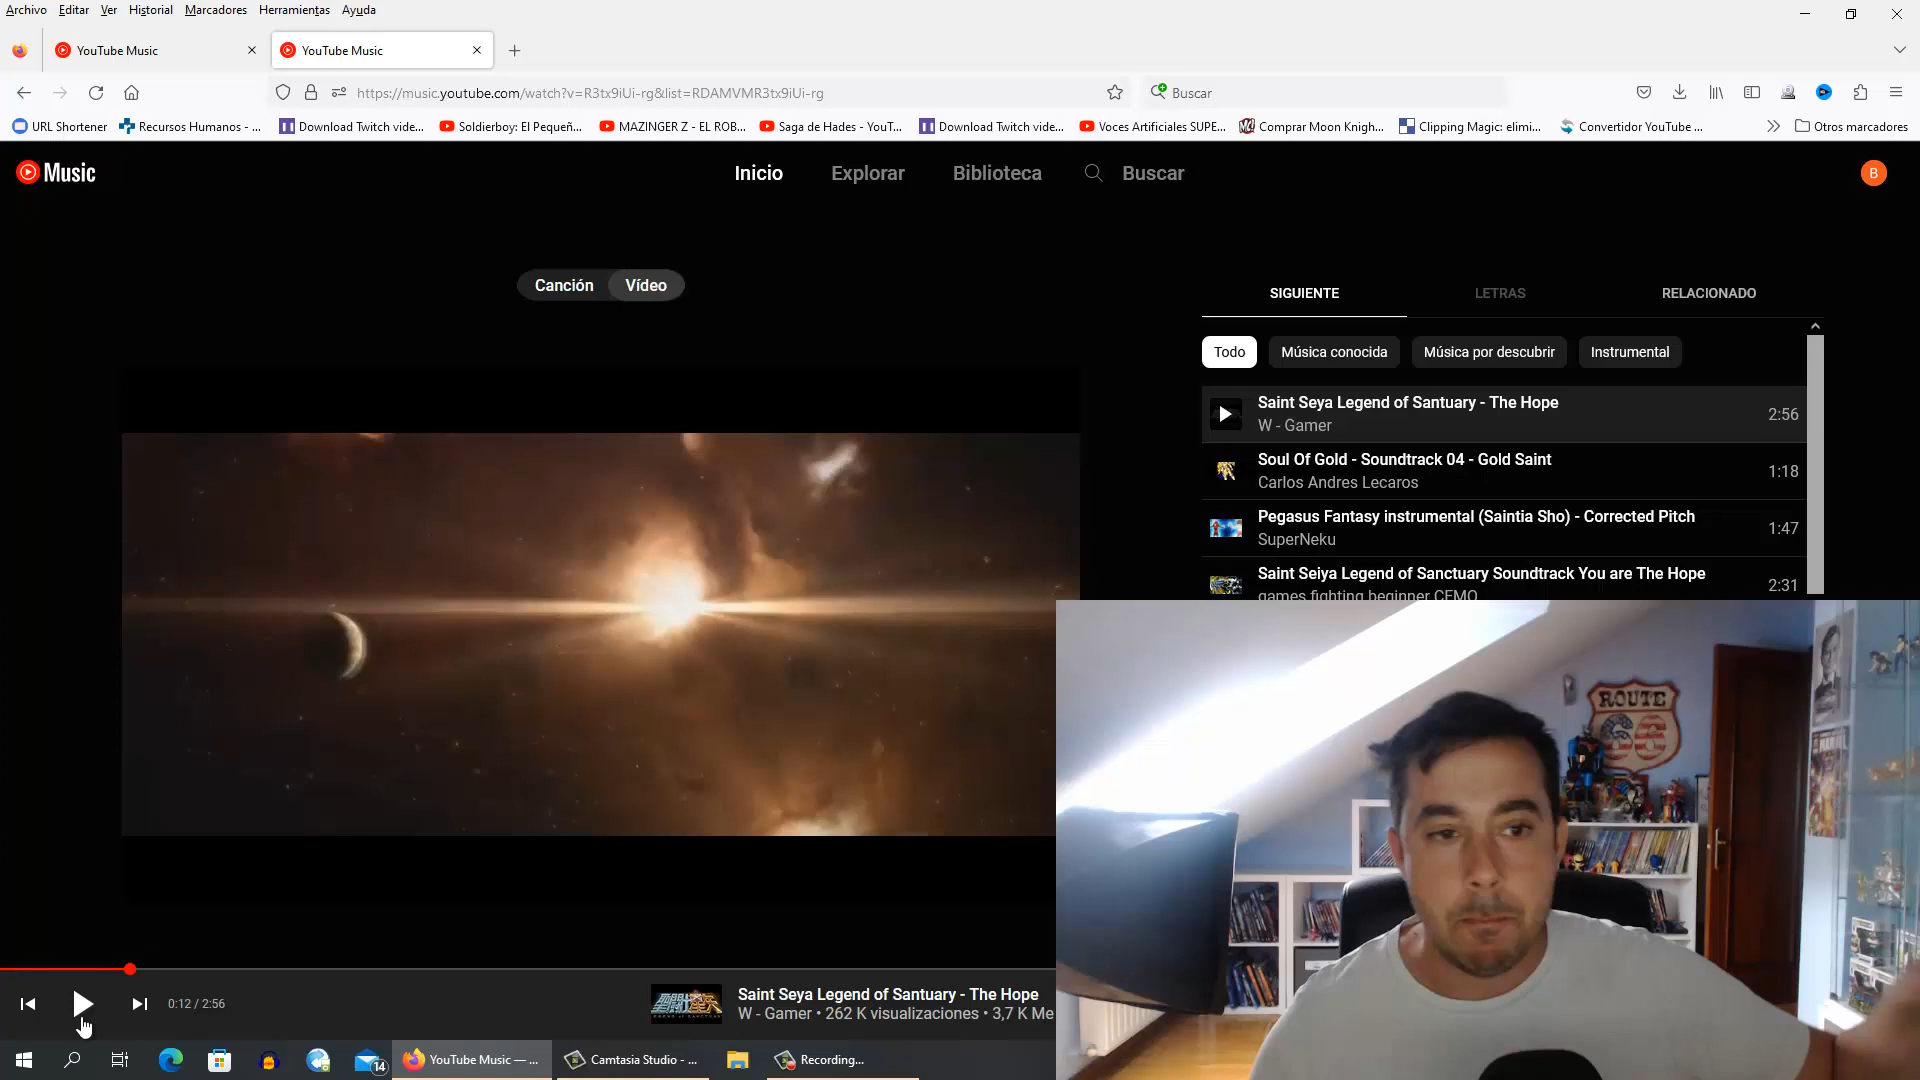 Archivo Editar Ver Historial Marcadores Herramientas Ayuda
YouTube Music
YouTube Music
https://music.youtube.com/watch?v=R3tx9iUi-rg&list=RDAMVMR3tx9iUi-rg
Buscar
URL Shortener
Recursos Humanos - ...
Download Twitch vide...
Soldierboy: El Pequeñ...
MAZINGER Z - EL ROB...
Saga de Hades - YouT...
Download Twitch vide...
Voces Artificiales SUPE...
Comprar Moon Knigh...
Clipping Magic: elimi...
Convertidor YouTube ...
Otros marcadores
Music
Inicio
Explorar
Biblioteca
Buscar
B
Canción
Vídeo
SIGUIENTE
LETRAS
RELACIONADO
Todo
Música conocida
Música por descubrir
Instrumental
Saint Seya Legend of Santuary - The Hope
W - Gamer
2:56
Soul Of Gold - Soundtrack 04 - Gold Saint
Carlos Andres Lecaros
1:18
Pegasus Fantasy instrumental (Saintia Sho) - Corrected Pitch
SuperNeku
1:47
Saint Seiya Legend of Sanctuary Soundtrack You are The Hope
games fighting beginner CEMO
2:31
ROUTE
66
0:12 / 2:56
Saint Seya Legend of Santuary - The Hope
W - Gamer • 262 K visualizaciones • 3,7 K Me
14
YouTube Music — ...
Camtasia Studio - ...
Recording...